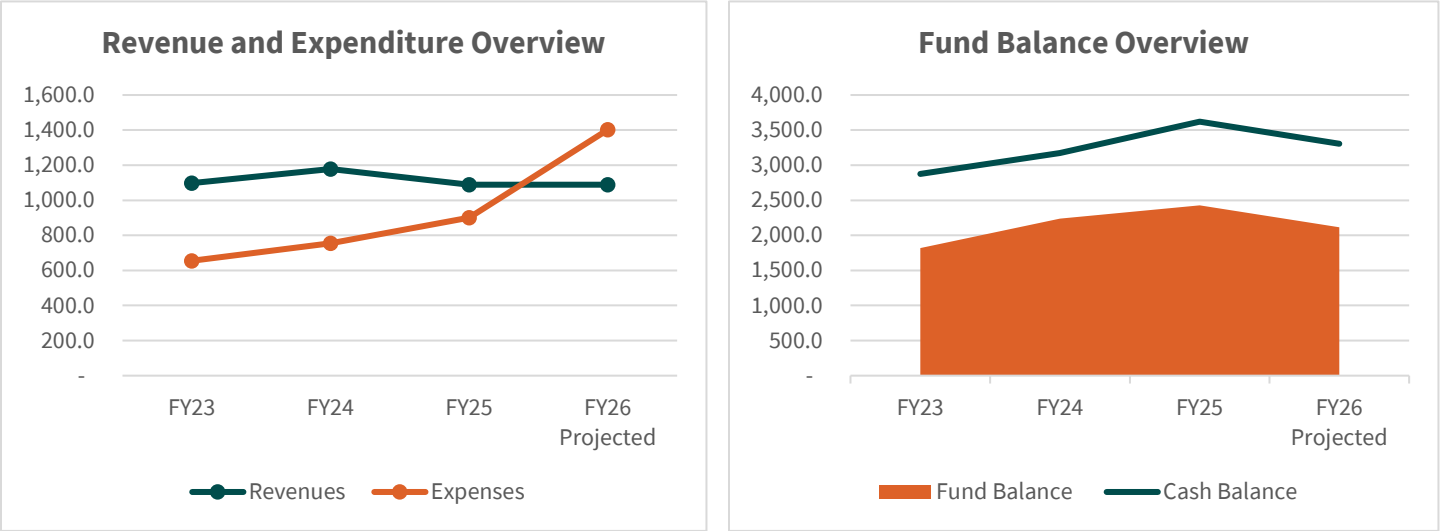 Revenue and Expenditure Overview
1,600.0
1,400.0
1,200.0
1,000.0
800.0
600.0
400.0
200.0
-
FY23 FY24 FY25 FY26
Projected
Revenues Expenses
Fund Balance Overview
4,000.0
3,500.0
3,000.0
2,500.0
2,000.0
1,500.0
1,000.0
500.0
-
FY23 FY24 FY25 FY26
Projected
Fund Balance Cash Balance